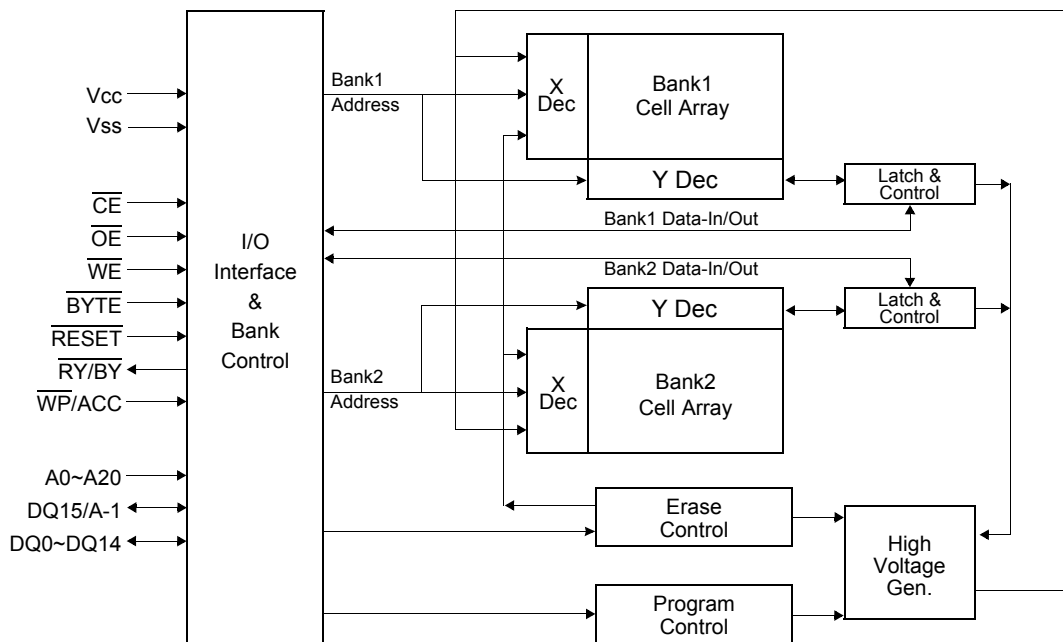 Vcc
Vss
CE
OE
WE
BYTE
RESET
RY/BY
WP/ACC
A0~A20
DQ15/A-1
DQ0~DQ14
I/O
Interface
&
Bank
Control
Bank1
Address
X
Dec
Bank1
Cell Array
Y Dec
Latch &
Control
Bank1 Data-In/Out
Bank2 Data-In/Out
Y Dec
Latch &
Control
Bank2
Address
X
Dec
Bank2
Cell Array
Erase
Control
High
Voltage
Gen.
Program
Control